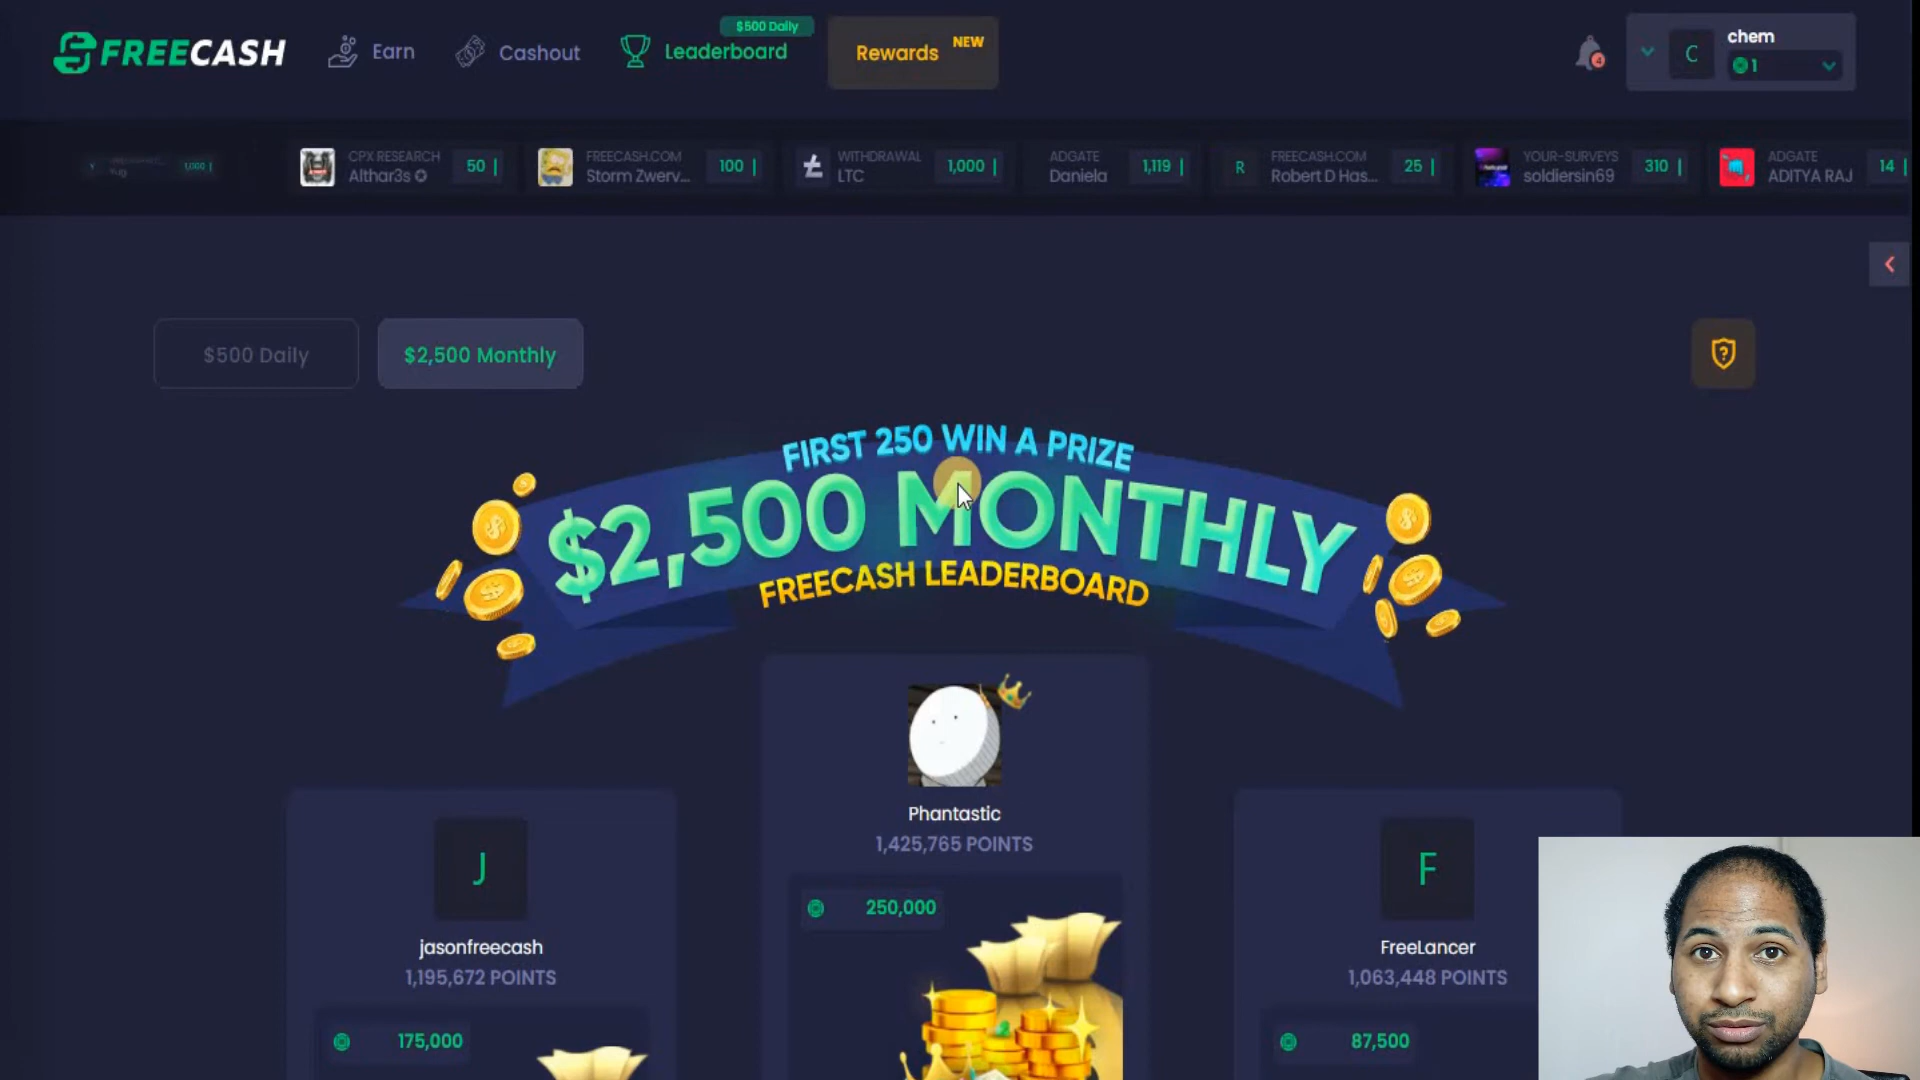 FREECASH
Earn
Cashout
$500 Daily
Leaderboard
Rewards
NEW
4
C
chem
1
1,000
CPX RESEARCH
Althar3s
50
FREECASH.COM
Storm Zwerv...
100
WITHDRAWAL
LTC
1,000
ADGATE
Daniela
1,119
R
FREECASH.COM
Robert D Has...
25
YOUR-SURVEYS
soldiersin69
310
ADGATE
ADITYA RAJ
14
$500 Daily
$2,500 Monthly
FIRST 250 WIN A PRIZE
$2,500 MONTHLY
FREECASH LEADERBOARD
Phantastic
1,425,765 POINTS
250,000
J
jasonfreecash
1,195,672 POINTS
175,000
F
FreeLancer
1,063,448 POINTS
87,500